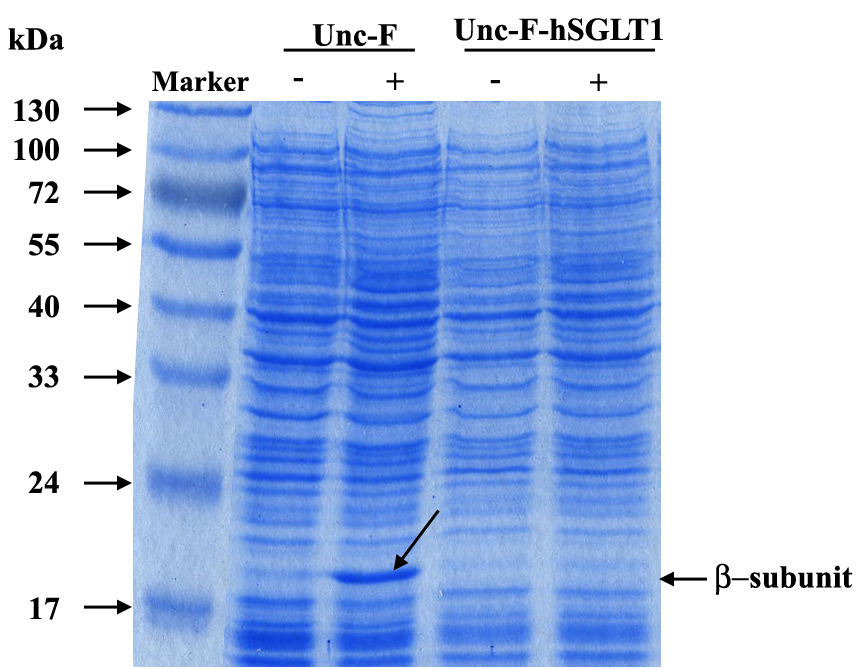 kDa
Unc-F
Unc-F-hSGLT1
Marker - + - +
130
100
72
55
40
33
24
β–subunit
17